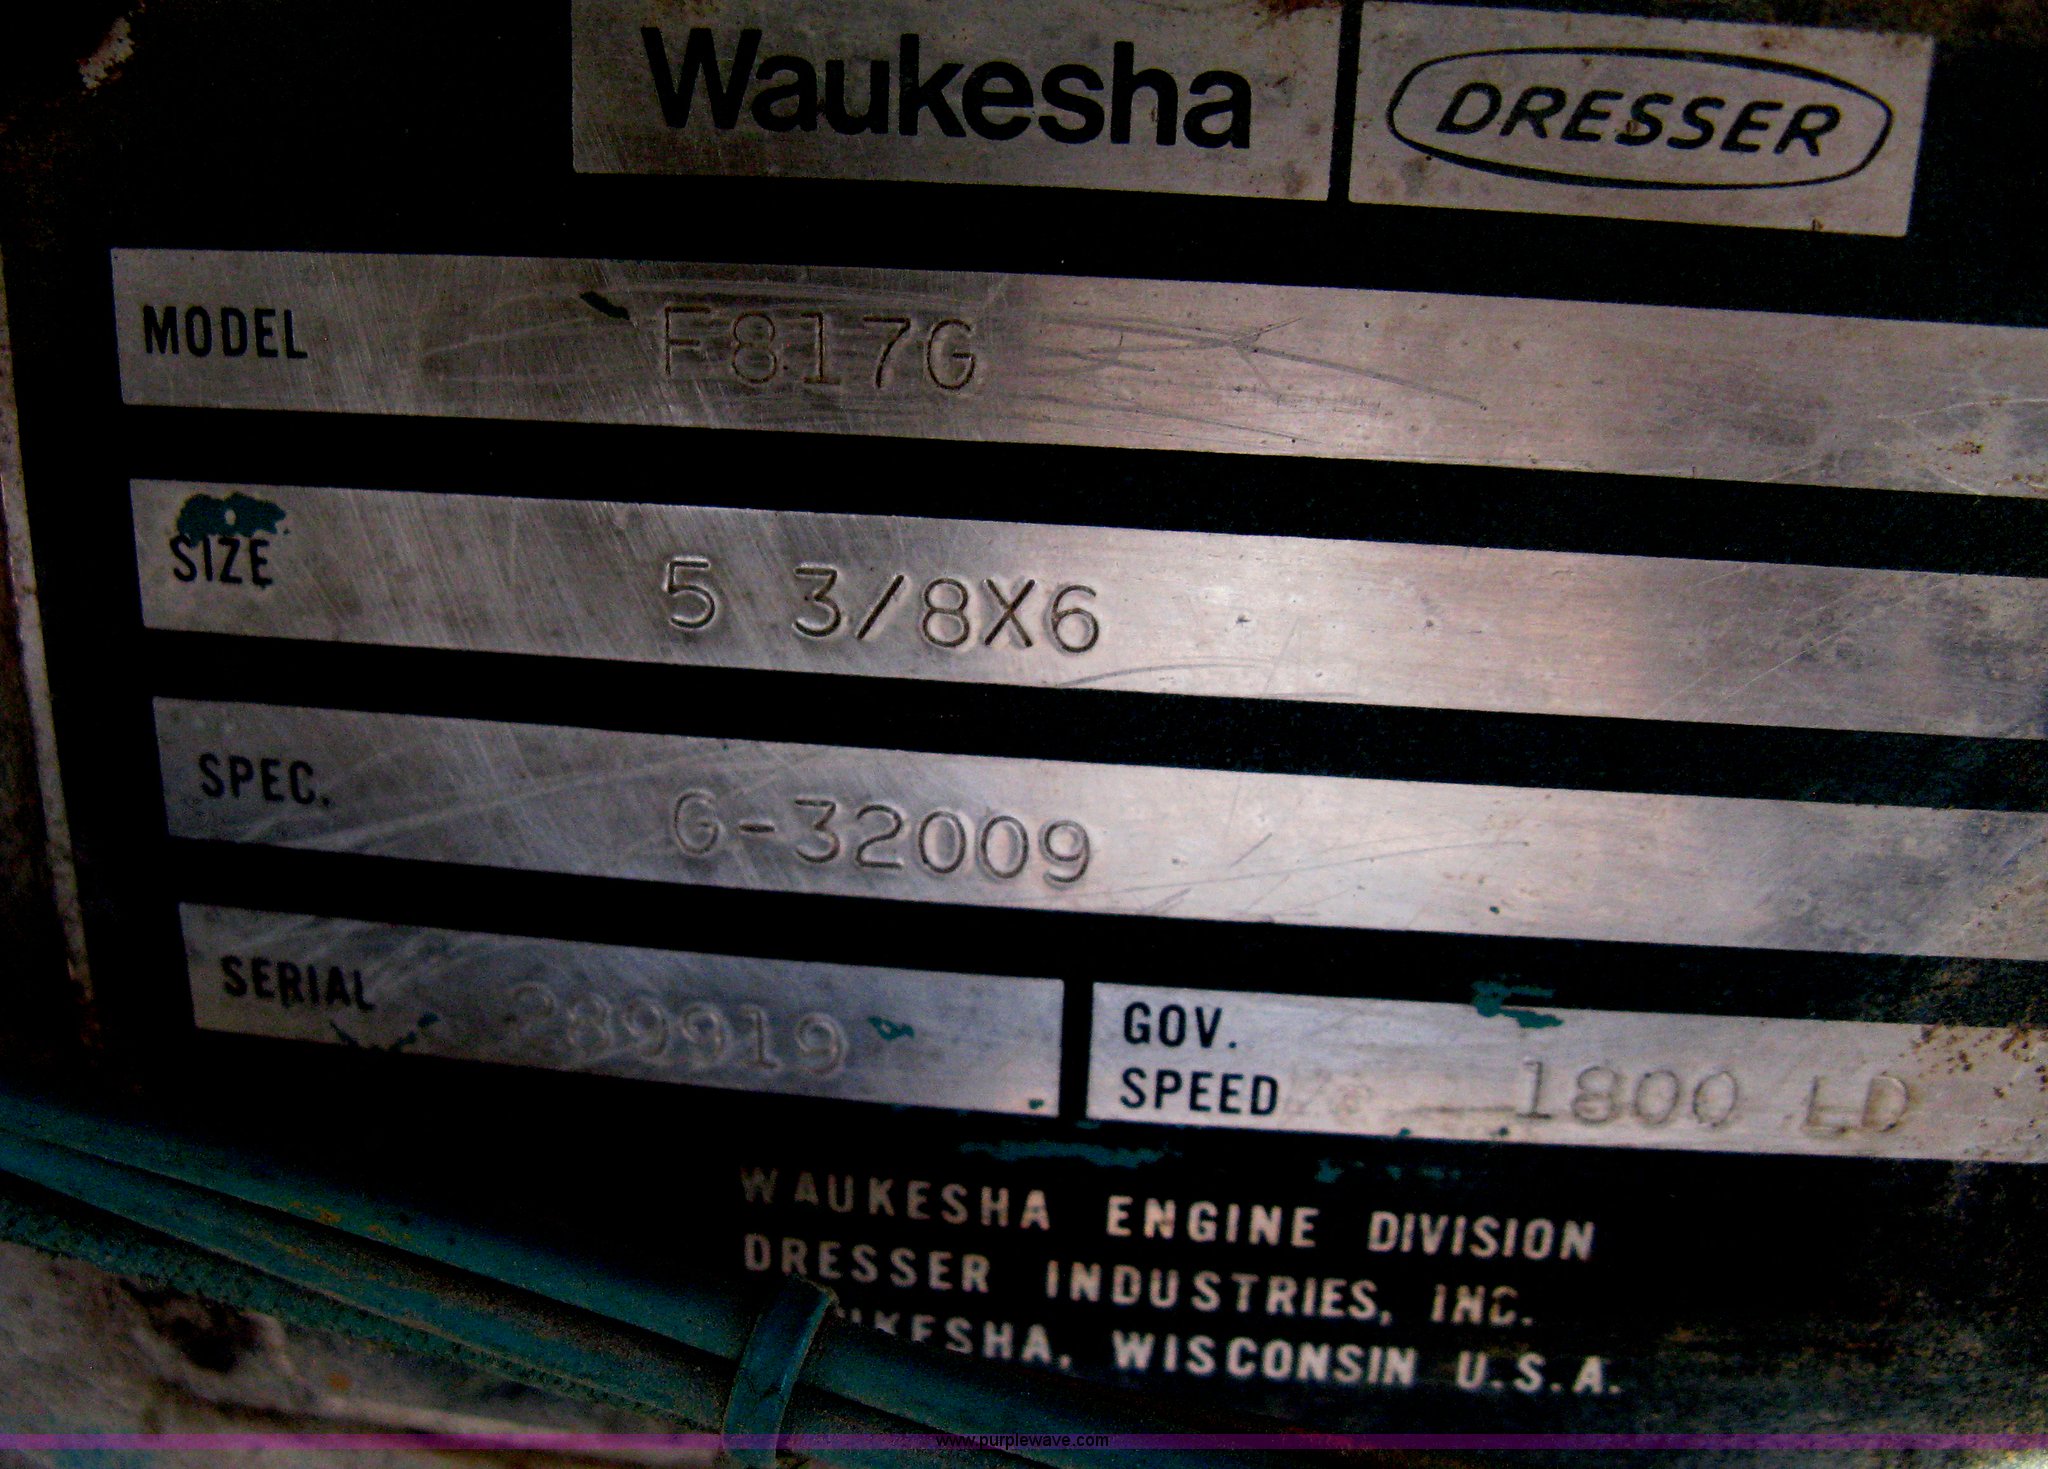 Waukesha DRESSER
MODEL F817G
SIZE 5 3/8X6
SPEC. G-32009
SERIAL 289919
GOV. SPEED 1800 LD
WAUKESHA ENGINE DIVISION
DRESSER INDUSTRIES, INC.
WAUKESHA, WISCONSIN U.S.A.
www.purplewave.com